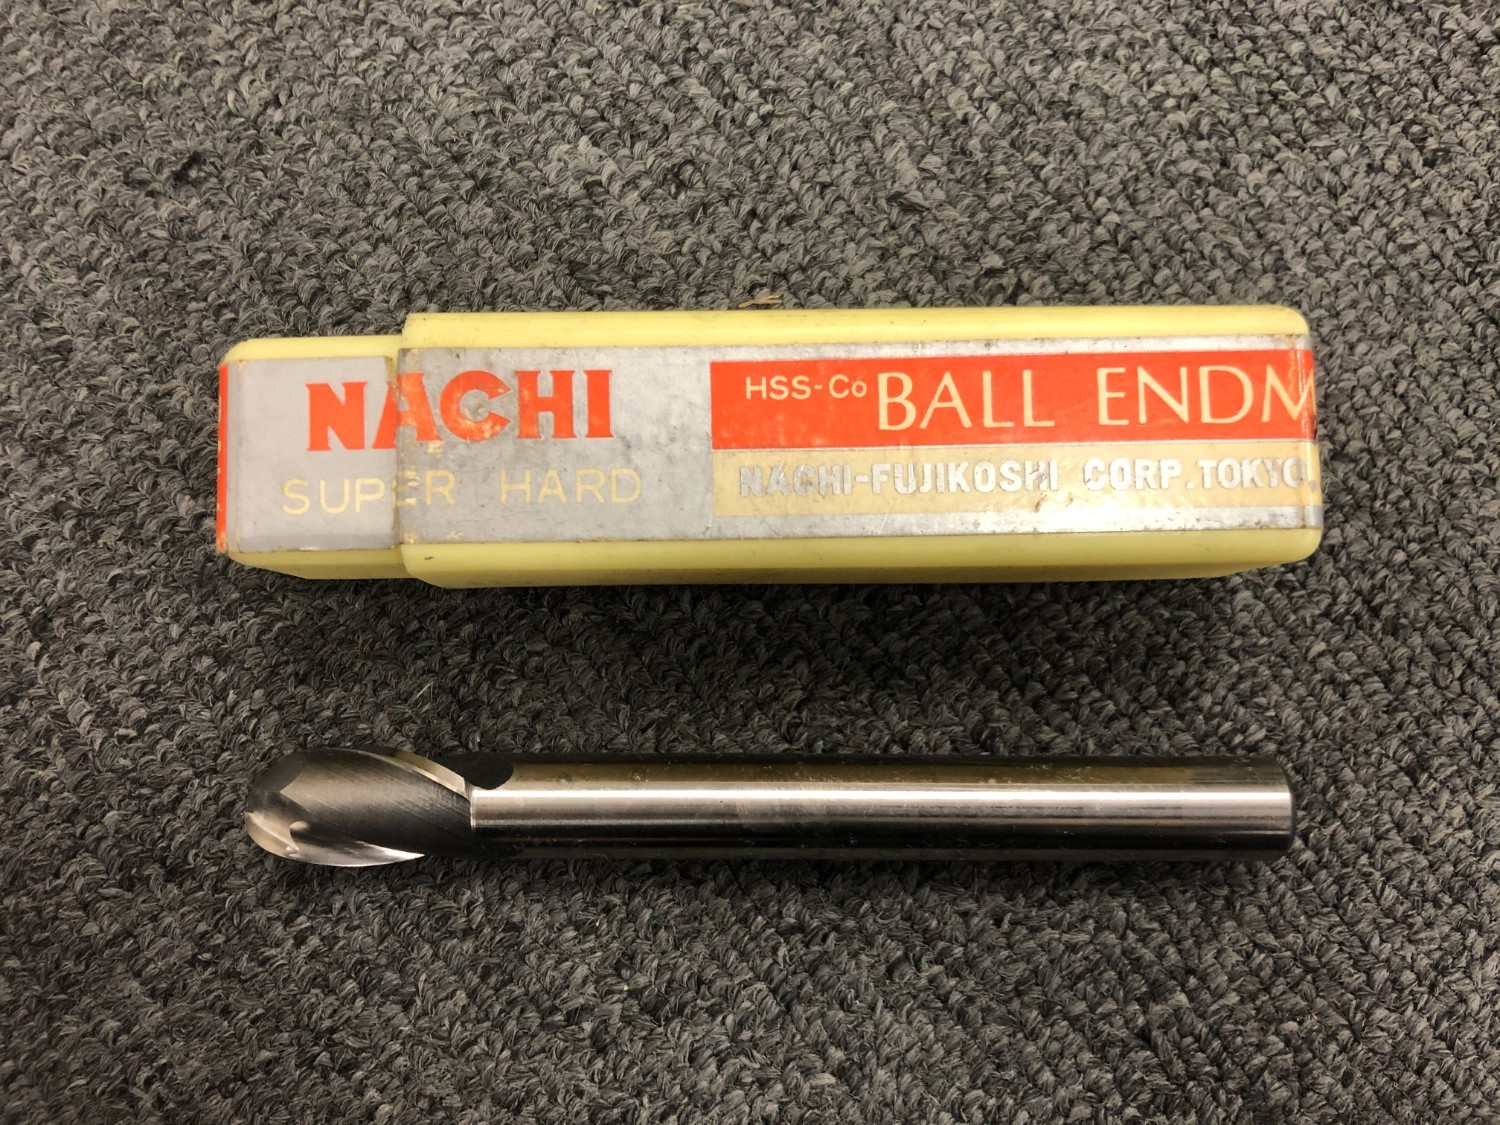 NACHI
SUPER HARD
HSS-Co BALL ENDM
NACHI-FUJIKOSHI CORP. TOKYO,